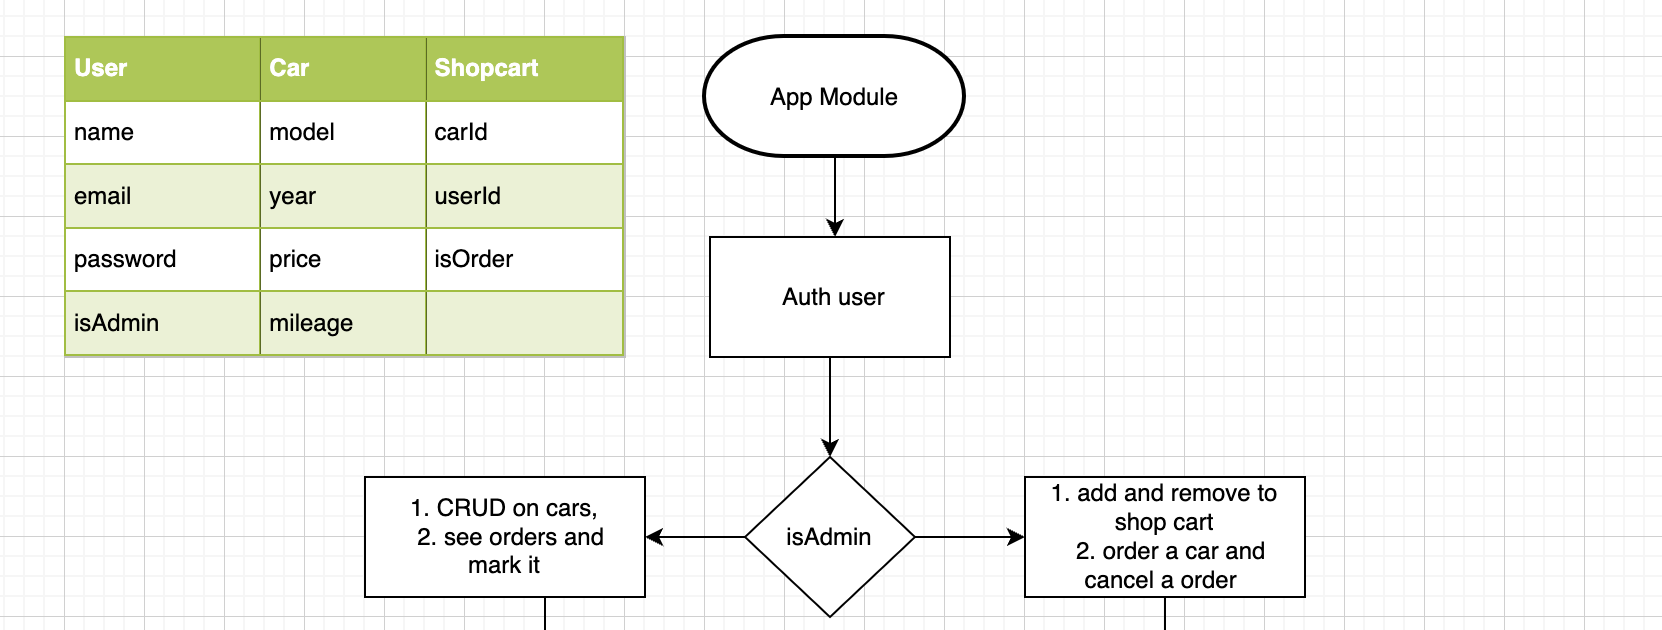 User Car Shopcart
name model carId
email year userId
password price isOrder
isAdmin mileage
App Module
Auth user
isAdmin
1. CRUD on cars,
2. see orders and
mark it
1. add and remove to
shop cart
2. order a car and
cancel a order